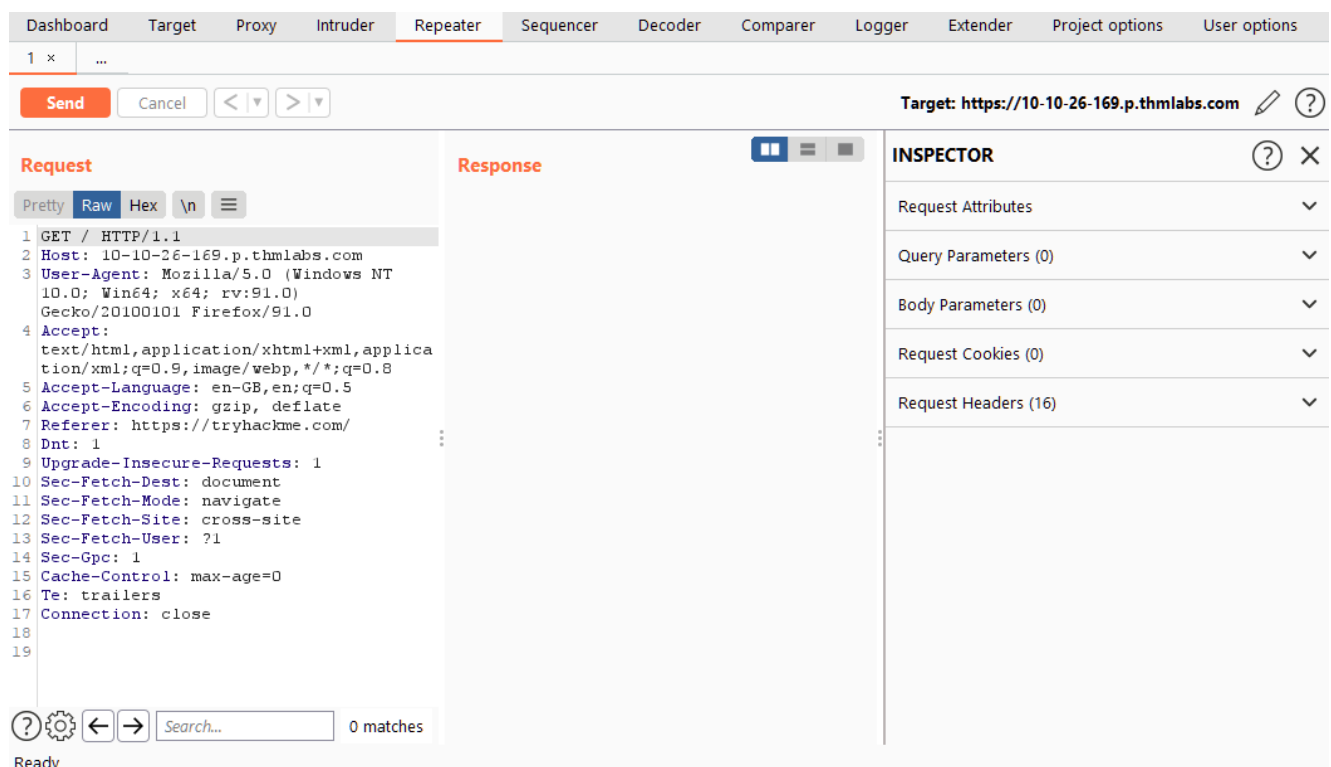 Dashboard Target Proxy Intruder Repeater Sequencer Decoder Comparer Logger Extender Project options User options
1 × ...
Send Cancel < > Target: https://10-10-26-169.p.thmlabs.com ?
Request
Pretty Raw Hex \n
1 GET / HTTP/1.1
2 Host: 10-10-26-169.p.thmlabs.com
3 User-Agent: Mozilla/5.0 (Windows NT
10.0; Win64; x64; rv:91.0)
Gecko/20100101 Firefox/91.0
4 Accept:
text/html,application/xhtml+xml,applica
tion/xml;q=0.9,image/webp,*/*;q=0.8
5 Accept-Language: en-GB,en;q=0.5
6 Accept-Encoding: gzip, deflate
7 Referer: https://tryhackme.com/
8 Dnt: 1
9 Upgrade-Insecure-Requests: 1
10 Sec-Fetch-Dest: document
11 Sec-Fetch-Mode: navigate
12 Sec-Fetch-Site: cross-site
13 Sec-Fetch-User: ?1
14 Sec-Gpc: 1
15 Cache-Control: max-age=0
16 Te: trailers
17 Connection: close
18
19
? Search... 0 matches
Ready
Response
INSPECTOR ?
Request Attributes
Query Parameters (0)
Body Parameters (0)
Request Cookies (0)
Request Headers (16)